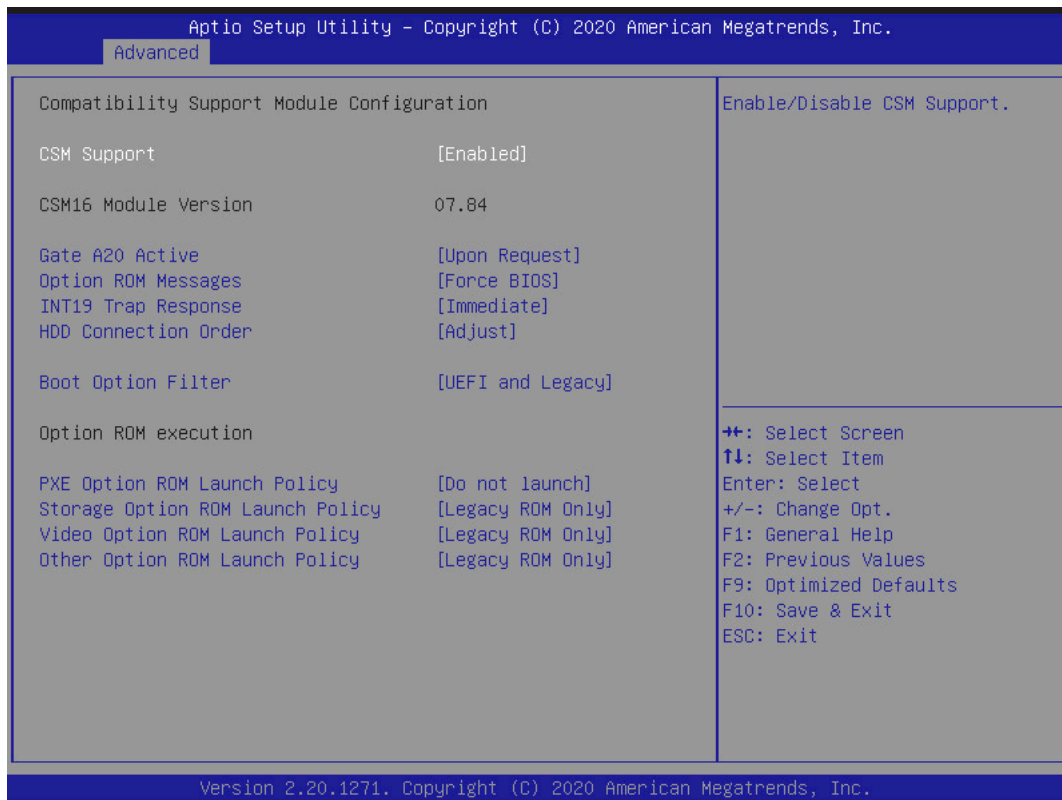 Aptio Setup Utility – Copyright (C) 2020 American Megatrends, Inc.
Advanced
Compatibility Support Module Configuration
Enable/Disable CSM Support.
CSM Support [Enabled]
CSM16 Module Version 07.84
Gate A20 Active [Upon Request]
Option ROM Messages [Force BIOS]
INT19 Trap Response [Immediate]
HDD Connection Order [Adjust]
Boot Option Filter [UEFI and Legacy]
Option ROM execution
PXE Option ROM Launch Policy [Do not launch]
Storage Option ROM Launch Policy [Legacy ROM Only]
Video Option ROM Launch Policy [Legacy ROM Only]
Other Option ROM Launch Policy [Legacy ROM Only]
→←: Select Screen
↑↓: Select Item
Enter: Select
+/-: Change Opt.
F1: General Help
F2: Previous Values
F9: Optimized Defaults
F10: Save & Exit
ESC: Exit
Version 2.20.1271. Copyright (C) 2020 American Megatrends, Inc.